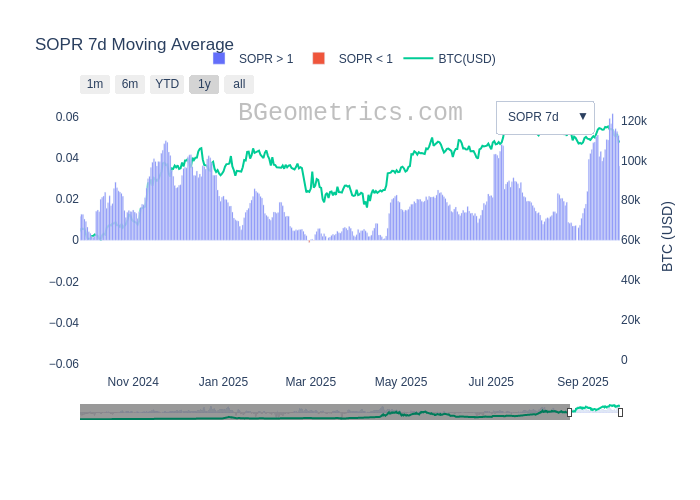 SOPR 7d Moving Average
SOPR > 1
SOPR < 1
BTC(USD)
1m
6m
YTD
1y
all
BGeometrics.com
SOPR 7d
▼
0.06
0.04
0.02
0
−0.02
−0.04
−0.06
120k
100k
80k
60k
40k
20k
0
BTC (USD)
Nov 2024
Jan 2025
Mar 2025
May 2025
Jul 2025
Sep 2025